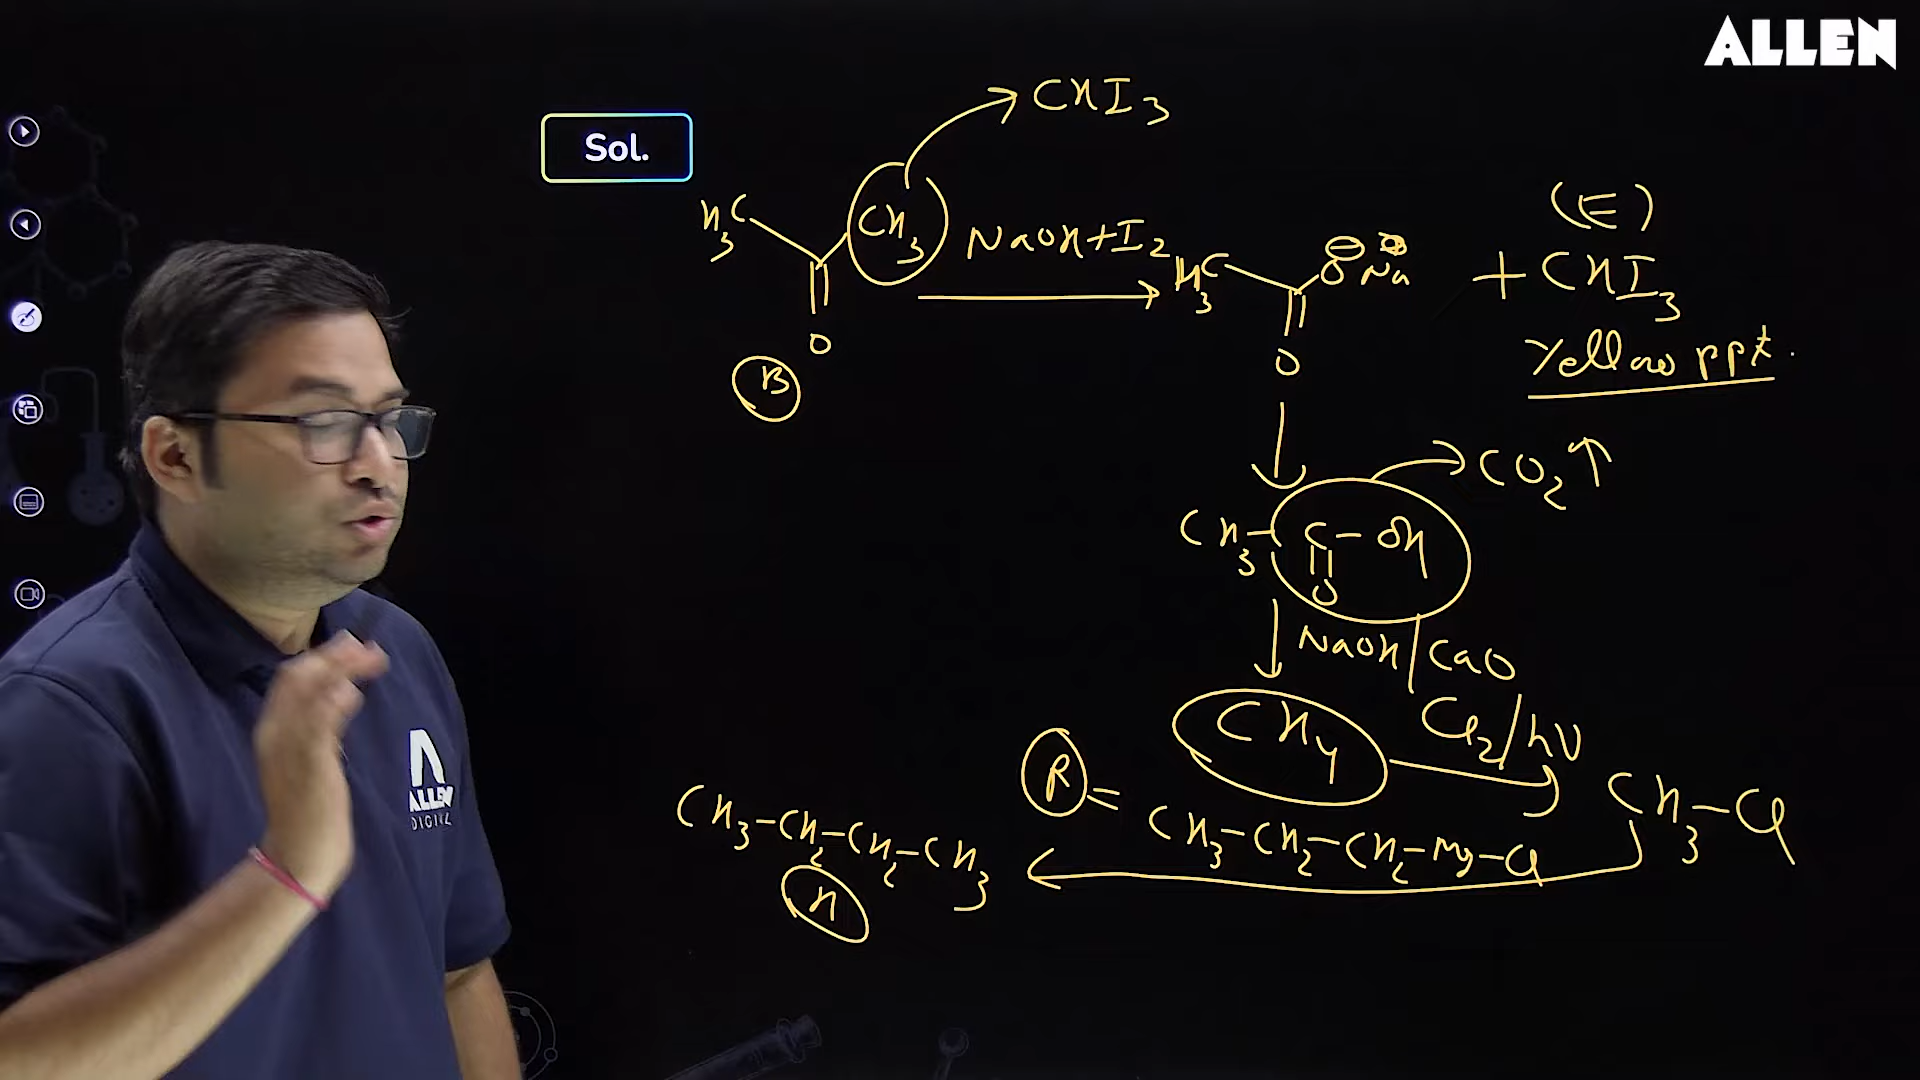 ALLEN
Sol.
CHI3
H3C CH3 NaOH+I2 H3C O⊖ Na⊕ + CHI3 (E)
O
O
Yellow ppt.
B
CH3-C-OH CO2↑
O
NaOH/CaO
CH4 Cl2/hν CH3-Cl
R = CH3-CH2-CH2-Mg-Cl
CH3-CH2-CH2-CH3
H
ALLEN
DIGITAL